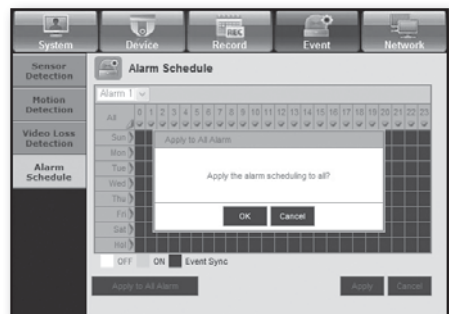 System Device Record Event Network
REC
Sensor
Detection
Motion
Detection
Video Loss
Detection
Alarm
Schedule
Alarm Schedule
Alarm 1
All 0 1 2 3 4 5 6 7 8 9 10 11 12 13 14 15 16 17 18 19 20 21 22 23
Sun
Mon
Tue
Wed
Thu
Fri
Sat
Hol
Apply to All Alarm
Apply the alarm scheduling to all?
OK Cancel
OFF ON Event Sync
Apply to All Alarm Apply Cancel